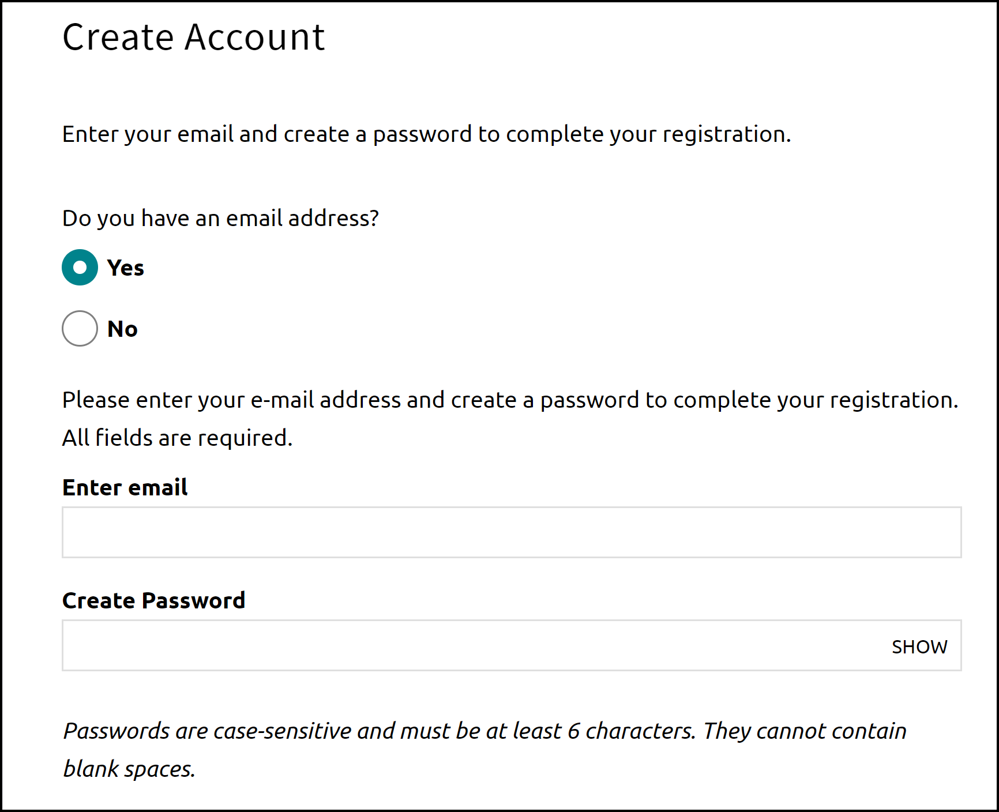 Create Account
Enter your email and create a password to complete your registration.
Do you have an email address?
Yes
No
Please enter your e-mail address and create a password to complete your registration.
All fields are required.
Enter email
Create Password
SHOW
Passwords are case-sensitive and must be at least 6 characters. They cannot contain
blank spaces.